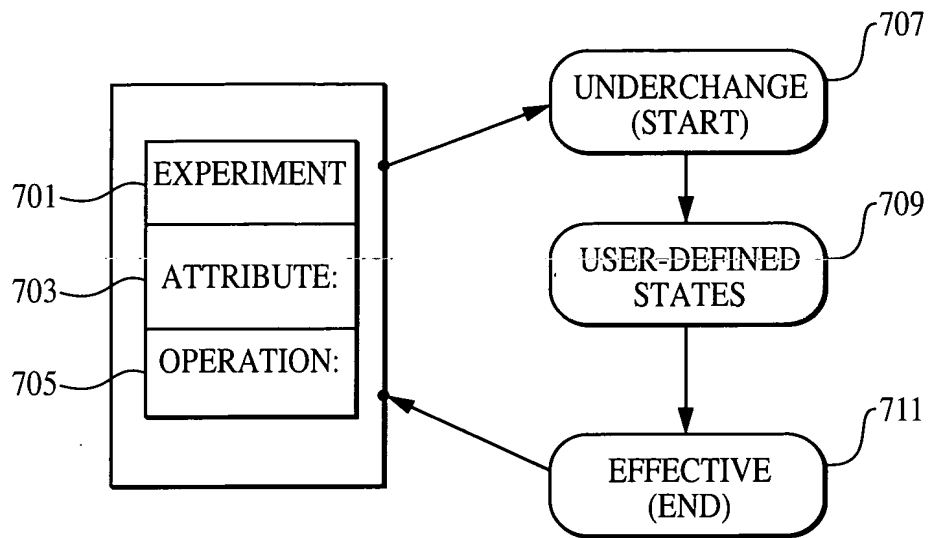 707
UNDERCHANGE
(START)
701
EXPERIMENT
709
703
ATTRIBUTE:
USER-DEFINED
STATES
705
OPERATION:
711
EFFECTIVE
(END)